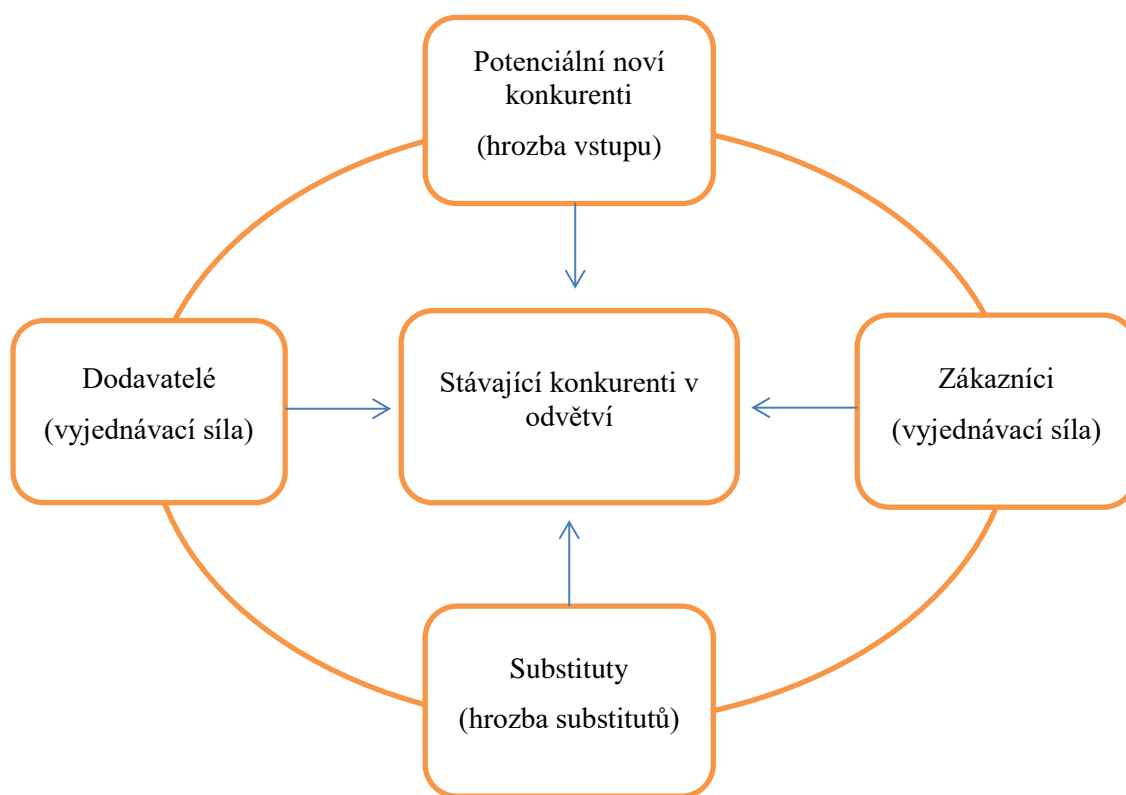 Potenciální noví
konkurenti
(hrozba vstupu)
Dodavatelé
(vyjednávací síla)
Stávající konkurenti v
odvětví
Zákazníci
(vyjednávací síla)
Substituty
(hrozba substitutů)